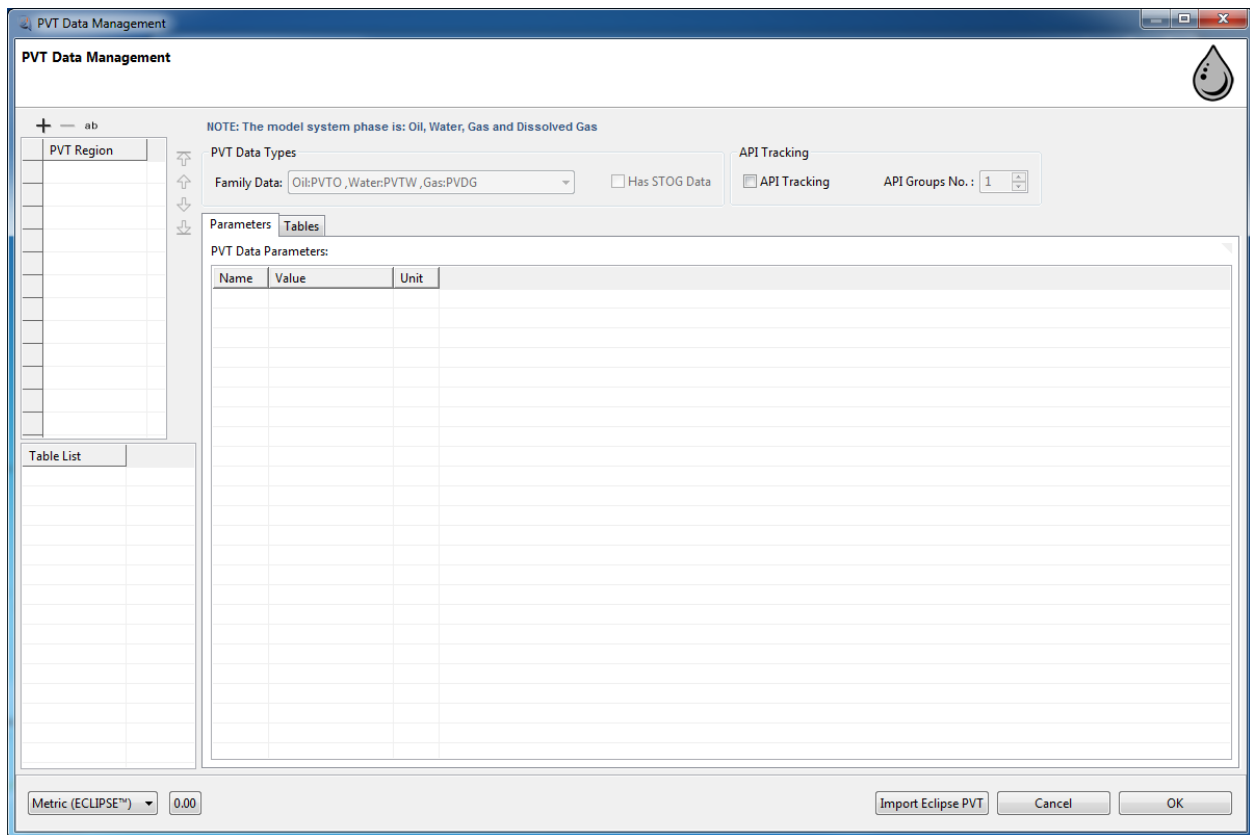 PVT Data Management
PVT Data Management
ab
NOTE: The model system phase is: Oil, Water, Gas and Dissolved Gas
PVT Region
PVT Data Types
API Tracking
Family Data: Oil:PVTO ,Water:PVTW ,Gas:PVDG
Has STOG Data
API Tracking
API Groups No. : 1
Parameters Tables
PVT Data Parameters:
Name Value Unit
Table List
Metric (ECLIPSE™) 0.00 Import Eclipse PVT Cancel OK